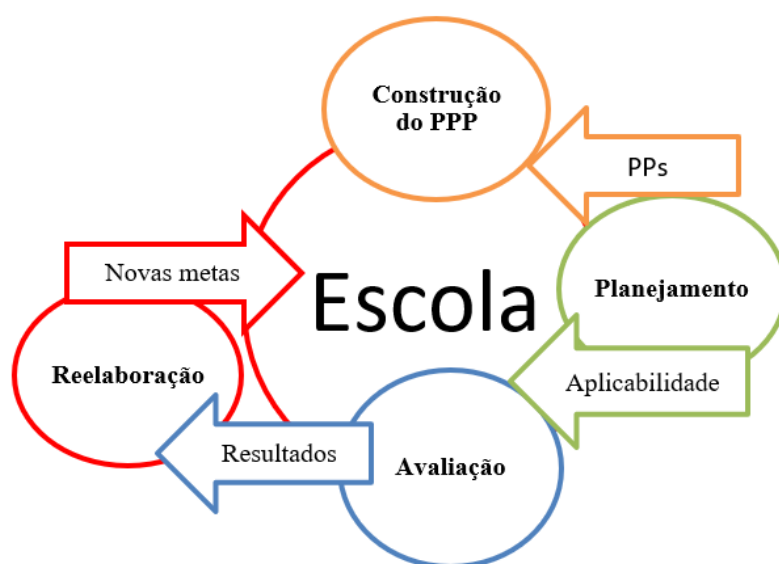 Construção
do PPP
PPs
Planejamento
Novas metas
Escola
Reelaboração
Aplicabilidade
Resultados
Avaliação